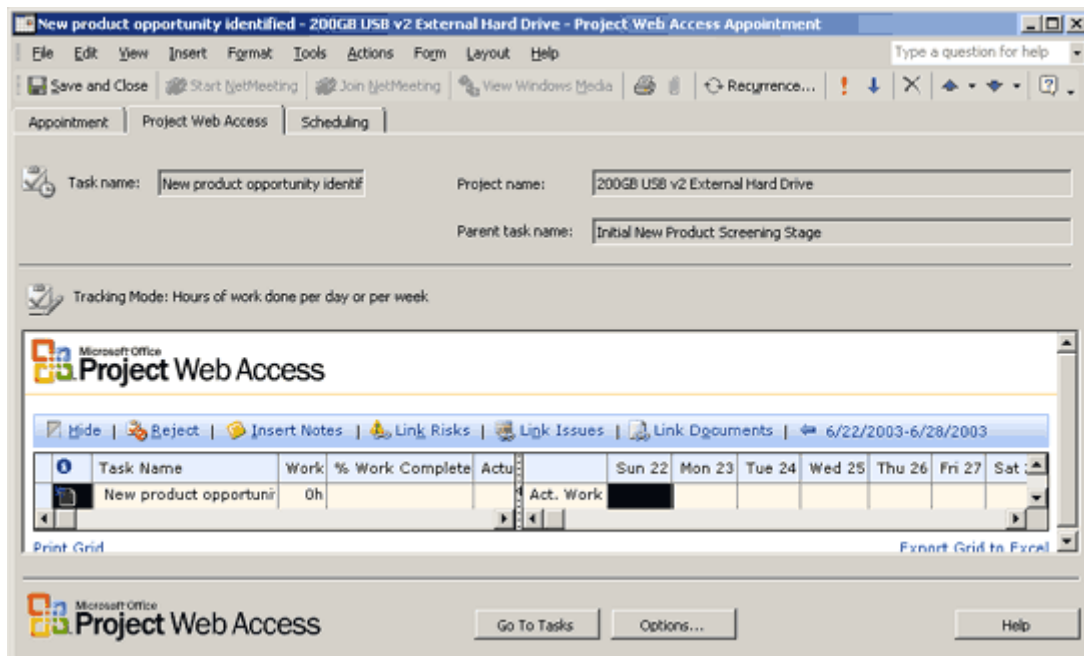 New product opportunity identified - 200GB USB v2 External Hard Drive - Project Web Access Appointment
File Edit View Insert Format Tools Actions Form Layout Help Type a question for help
Save and Close Start NetMeeting Join NetMeeting View Windows Media Recurrence...
Appointment Project Web Access Scheduling
Task name: New product opportunity identif Project name: 200GB USB v2 External Hard Drive
Parent task name: Initial New Product Screening Stage
Tracking Mode: Hours of work done per day or per week
Microsoft Office
Project Web Access
Hide | Reject | Insert Notes | Link Risks | Link Issues | Link Documents | 6/22/2003-6/28/2003
Task Name Work % Work Complete Actu Sun 22 Mon 23 Tue 24 Wed 25 Thu 26 Fri 27 Sat
New product opportuni 0h Act. Work
Print Grid Export Grid to Excel
Microsoft Office
Project Web Access Go To Tasks Options... Help